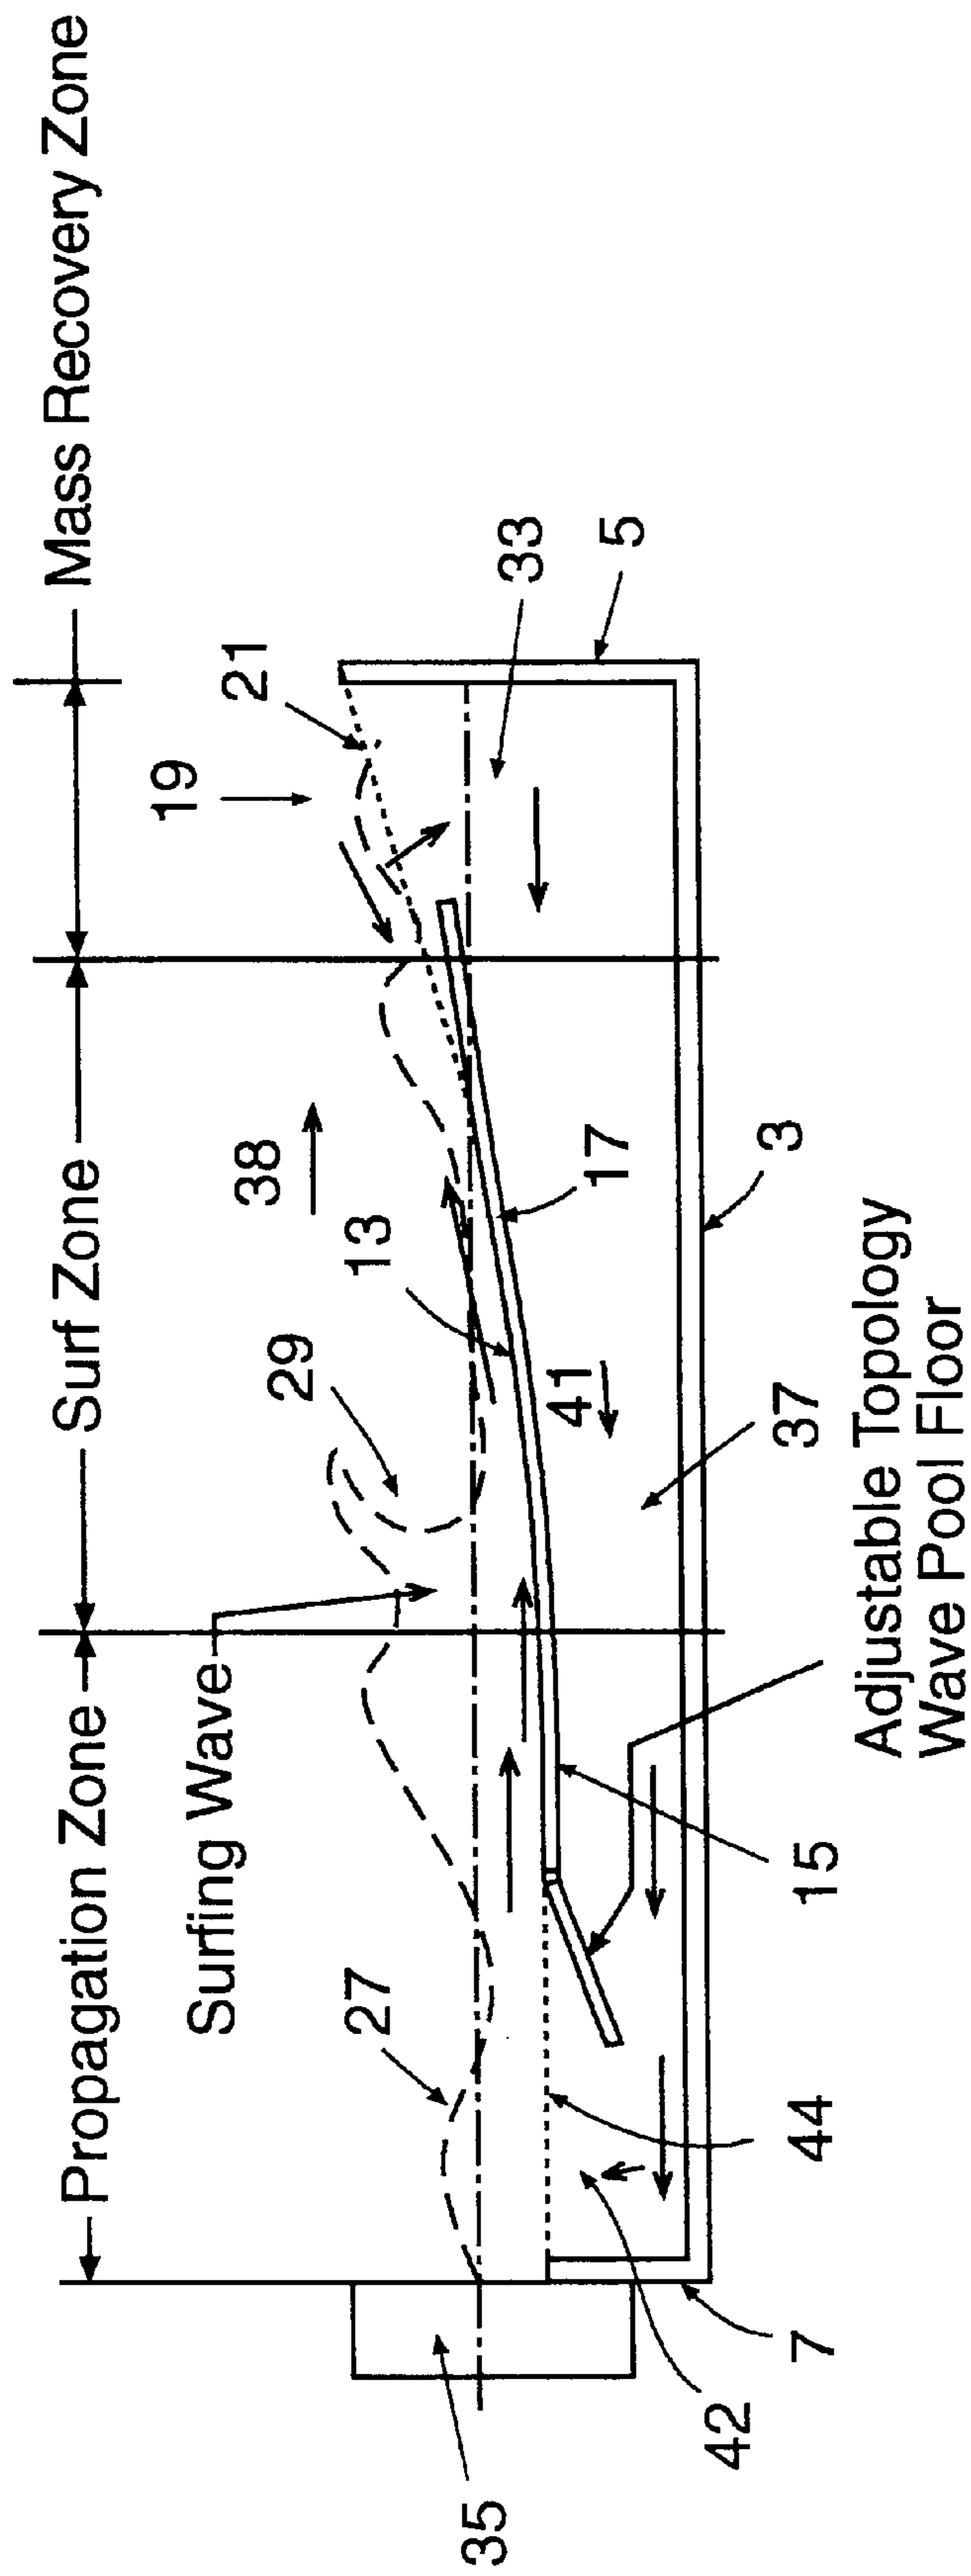 Propagation Zone
Surf Zone
Mass Recovery Zone
Surfing Wave
19
21
38
29
13
27
33
5
35
41
17
3
37
15
44
42
7
Adjustable Topology
Wave Pool Floor